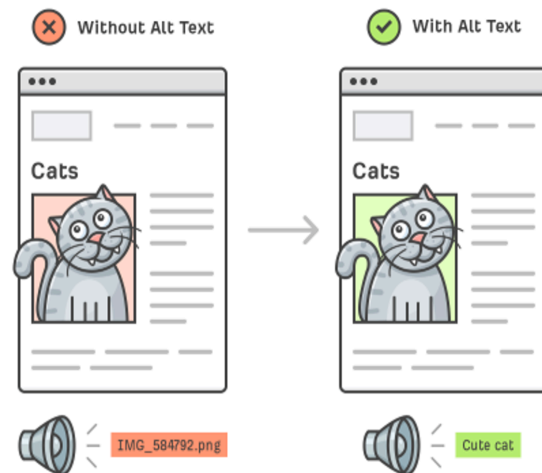 Without Alt Text
With Alt Text
Cats
Cats
IMG_584792.png
Cute cat